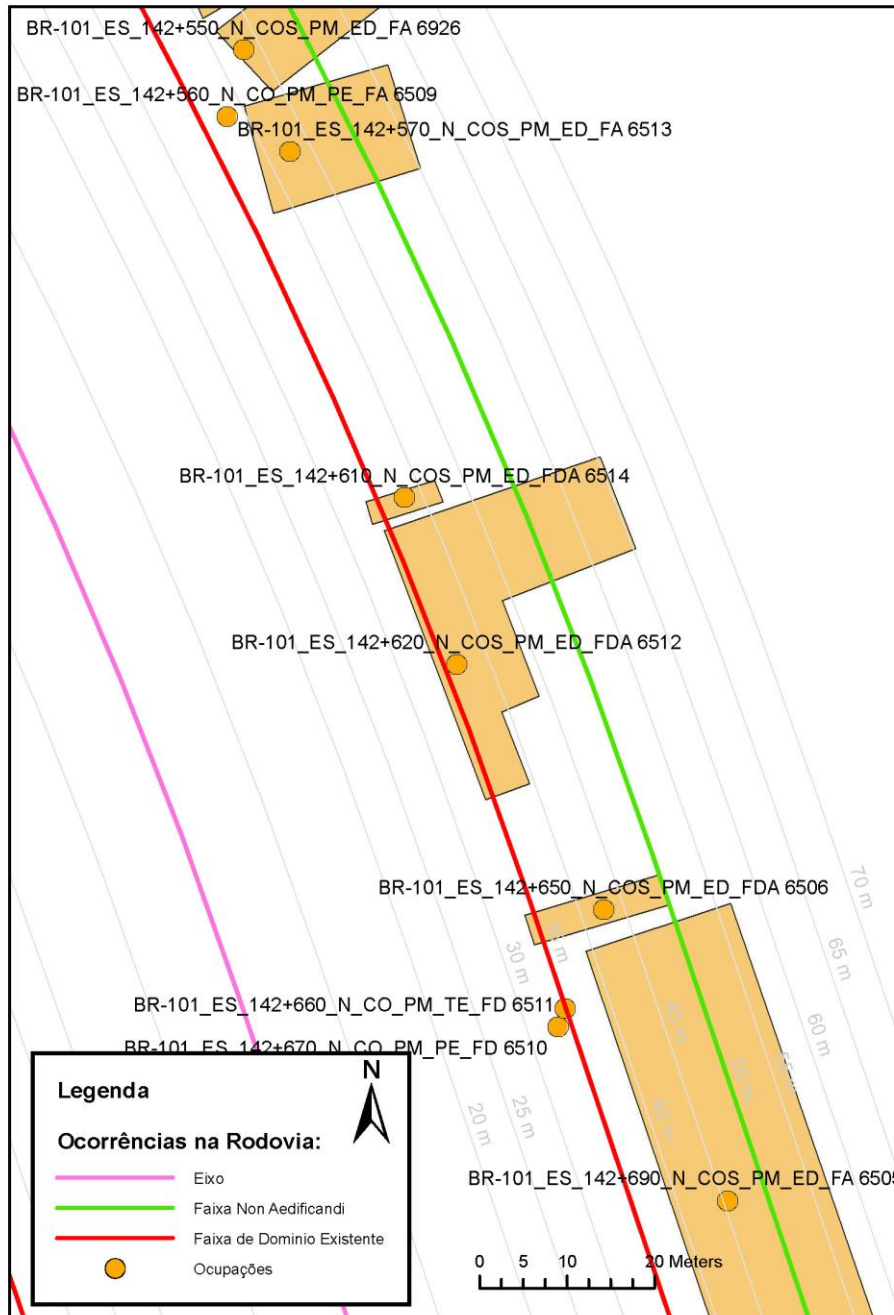 BR-101_ES_142+550_N_COS_PM_ED_FA 6926
BR-101_ES_142+560_N_CO_PM_PE_FA 6509
BR-101_ES_142+570_N_COS_PM_ED_FA 6513
BR-101_ES_142+610_N_COS_PM_ED_FDA 6514
BR-101_ES_142+620_N_COS_PM_ED_FDA 6512
BR-101_ES_142+650_N_COS_PM_ED_FDA 6506
70 m
65 m
30 m
60 m
BR-101_ES_142+660_N_CO_PM_TE_FD 6511
BR-101_ES_142+670_N_CO_PM_PE_FD 6510
55 m
50 m
40 m
20 m
25 m
BR-101_ES_142+690_N_COS_PM_ED_FA 6505
N
Legenda
Ocorrências na Rodovia:
Eixo
Faixa Non Aedificandi
Faixa de Dominio Existente
Ocupações
0 5 10 20 Meters